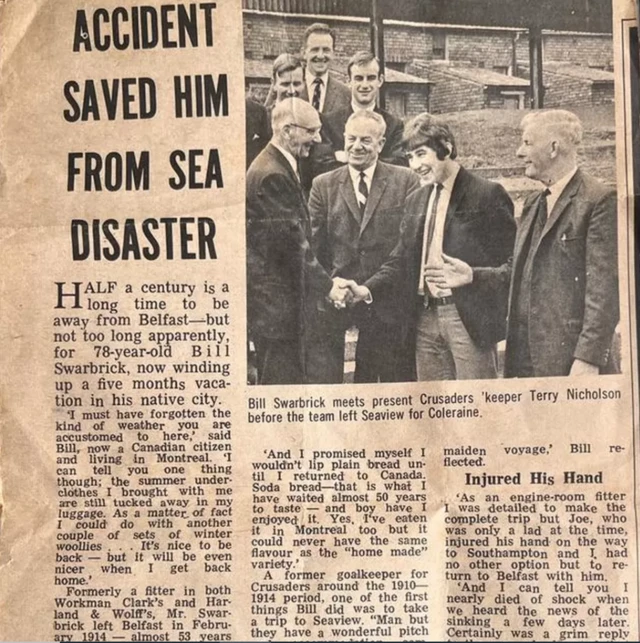 ACCIDENT
SAVED HIM
FROM SEA
DISASTER
HALF a century is a
long time to be
away from Belfast—but
not too long apparently,
for 78-year-old Bill
Swarbrick, now winding
up a five months vaca-
tion in his native city.
'I must have forgotten the
kind of weather you are
accustomed to here,' said
Bill, now a Canadian citizen
and living in Montreal. 'I
can tell you one thing
though; the summer under-
clothes I brought with me
are still tucked away in my
luggage. As a matter of fact
I could do with another
couple of sets of winter
woollies . . . It's nice to be
back — but it will be even
nicer when I get back
home.'
Formerly a fitter in both
Workman Clark's and Har-
land & Wolff's, Mr. Swar-
brick left Belfast in Febru-
ary 1914 — almost 53 years
Bill Swarbrick meets present Crusaders 'keeper Terry Nicholson
before the team left Seaview for Coleraine.
'And I promised myself I
wouldn't lip plain bread un-
til I returned to Canada.
Soda bread—that is what I
have waited almost 50 years
to taste — and boy have I
enjoyed it. Yes, I've eaten
it in Montreal too but it
could never have the same
flavour as the "home made"
variety.'
A former goalkeeper for
Crusaders around the 1910—
1914 period, one of the first
things Bill did was to take
a trip to Seaview. "Man but
they have a wonderful pitch
maiden voyage,' Bill re-
flected.
Injured His Hand
'As an engine-room fitter
I was detailed to make the
complete trip but Joe, who
was only a lad at the time,
injured his hand on the way
to Southampton and I had
no other option but to re-
turn to Belfast with him.
'And I can tell you I
nearly died of shock when
we heard the news of the
sinking a few days later.
Certainly was a grim